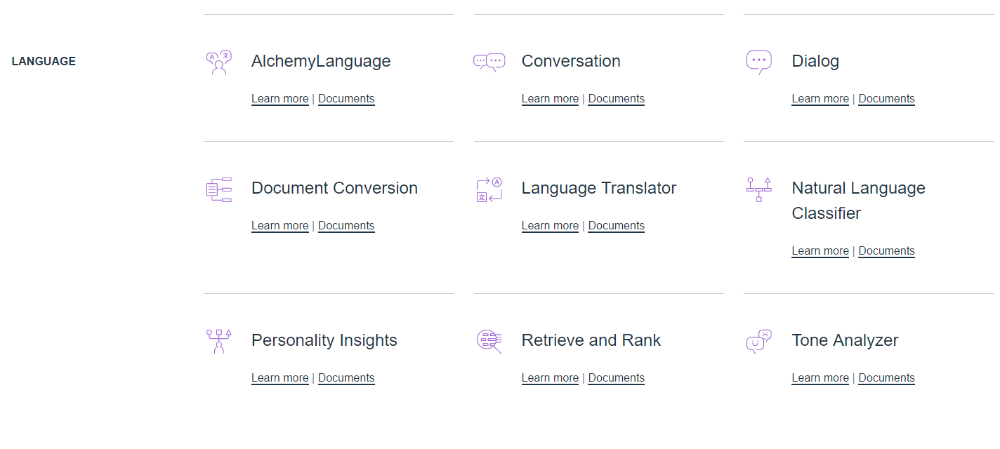 LANGUAGE
AlchemyLanguage
Learn more | Documents
Conversation
Learn more | Documents
Dialog
Learn more | Documents
Document Conversion
Learn more | Documents
Language Translator
Learn more | Documents
Natural Language
Classifier
Learn more | Documents
Personality Insights
Learn more | Documents
Retrieve and Rank
Learn more | Documents
Tone Analyzer
Learn more | Documents